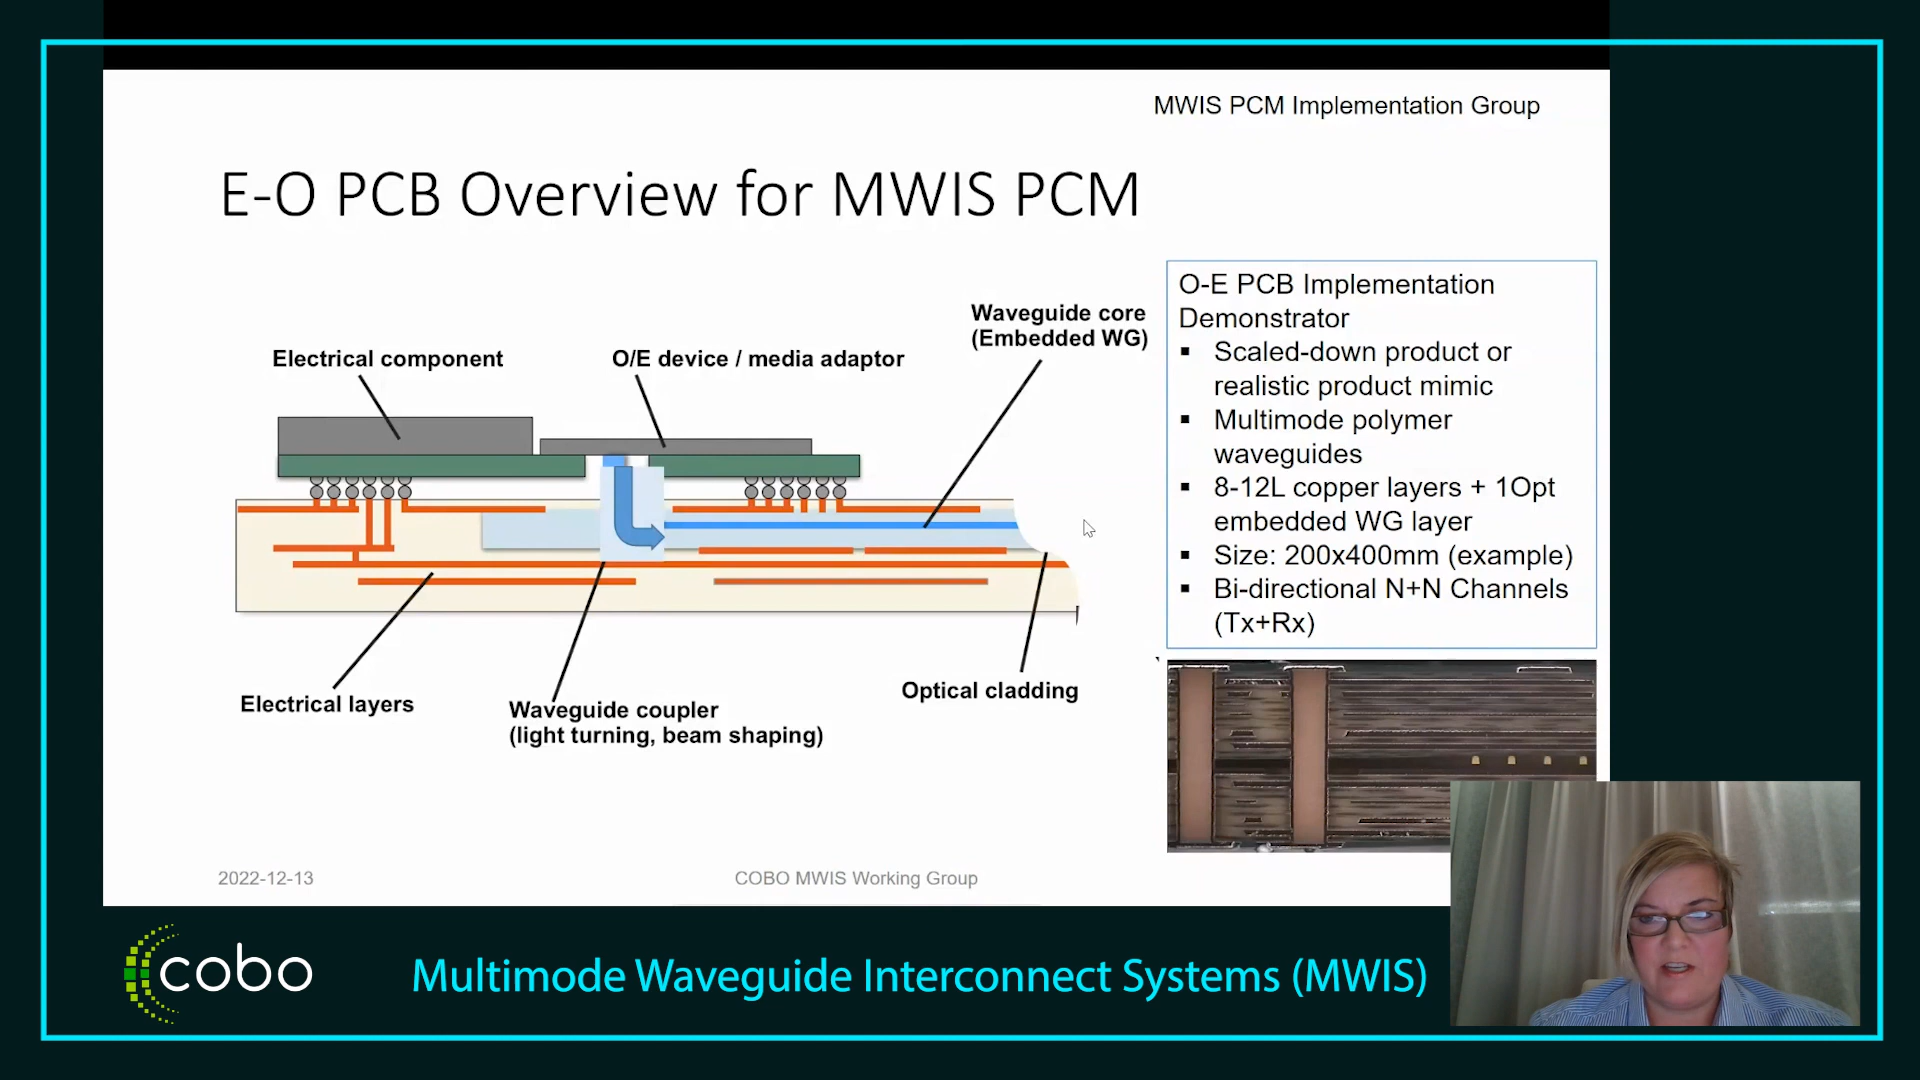 MWIS PCM Implementation Group
E-O PCB Overview for MWIS PCM
Waveguide core
(Embedded WG)
Electrical component
O/E device / media adaptor
Electrical layers
Waveguide coupler
(light turning, beam shaping)
Optical cladding
O-E PCB Implementation
Demonstrator
▪ Scaled-down product or
realistic product mimic
▪ Multimode polymer
waveguides
▪ 8-12L copper layers + 1Opt
embedded WG layer
▪ Size: 200x400mm (example)
▪ Bi-directional N+N Channels
(Tx+Rx)
2022-12-13
COBO MWIS Working Group
cobo
Multimode Waveguide Interconnect Systems (MWIS)